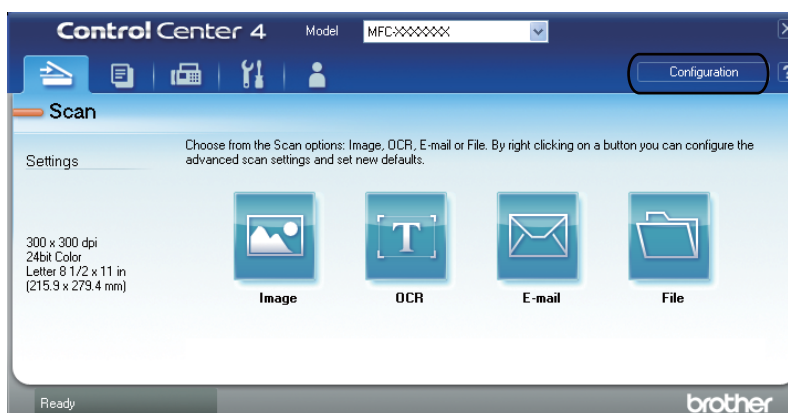 Control Center 4 Model MFC-XXXXXXX
Configuration ?
Scan
Choose from the Scan options: Image, OCR, E-mail or File. By right clicking on a button you can configure the
advanced scan settings and set new defaults.
Settings
300 x 300 dpi
24bit Color
Letter 8 1/2 x 11 in
(215.9 x 279.4 mm)
T
Image OCR E-mail File
Ready
brother